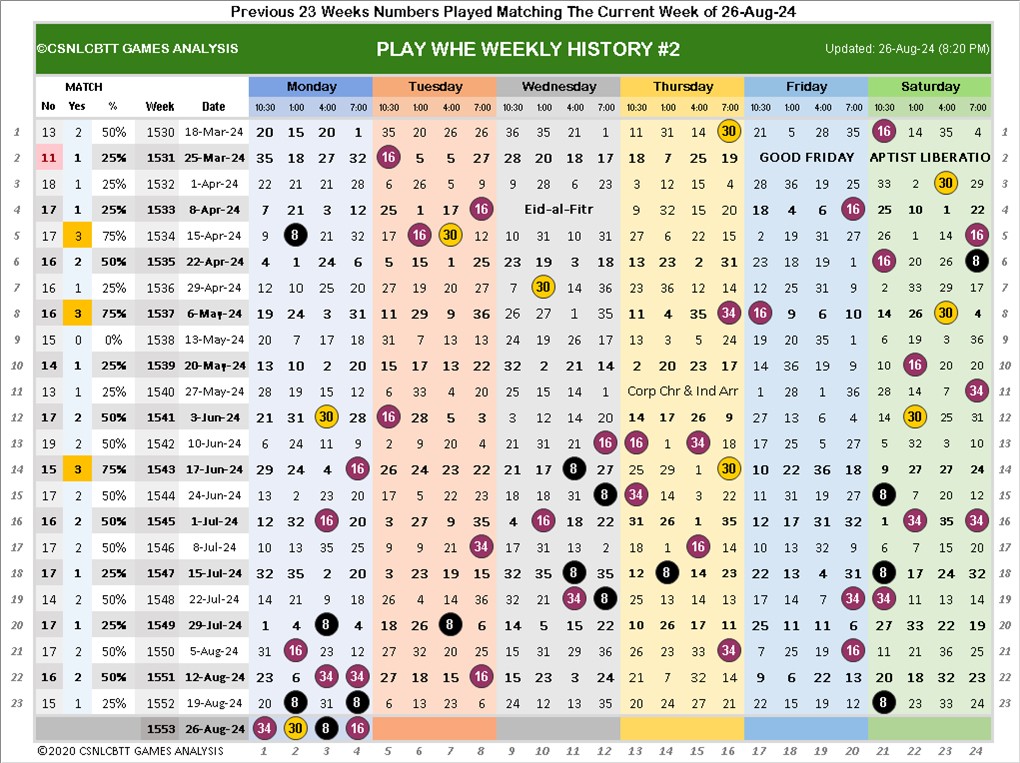 Previous 23 Weeks Numbers Played Matching The Current Week of 26-Aug-24
©CSNLCBTT GAMES ANALYSIS PLAY WHE WEEKLY HISTORY #2 Updated: 26-Aug-24 (8:20 PM)
MATCH Monday Tuesday Wednesday Thursday Friday Saturday
No Yes % Week Date 10:30 1:00 4:00 7:00 10:30 1:00 4:00 7:00 10:30 1:00 4:00 7:00 10:30 1:00 4:00 7:00 10:30 1:00 4:00 7:00 10:30 1:00 4:00 7:00
1 13 2 50% 1530 18-Mar-24 20 15 20 1 35 20 26 26 36 35 21 1 11 31 14 30 21 5 28 35 16 14 35 4 1
2 11 1 25% 1531 25-Mar-24 35 18 27 32 16 5 5 27 28 20 18 17 18 7 25 19 GOOD FRIDAY APTIST LIBERATIO 2
3 18 1 25% 1532 1-Apr-24 22 21 21 28 6 26 5 9 9 28 6 23 3 12 15 4 28 36 19 25 33 2 30 29 3
4 17 1 25% 1533 8-Apr-24 7 21 3 12 25 1 17 16 Eid-al-Fitr 9 32 15 20 18 4 6 16 25 10 1 22 4
5 17 3 75% 1534 15-Apr-24 9 8 21 32 17 16 30 12 10 31 10 31 6 27 22 15 2 19 31 27 26 1 14 16 5
6 16 2 50% 1535 22-Apr-24 4 1 24 6 5 15 1 25 23 19 3 18 13 23 2 31 23 18 19 1 16 20 26 8 6
7 16 1 25% 1536 29-Apr-24 12 10 25 20 27 19 20 27 7 30 14 36 23 36 12 14 12 25 31 9 2 33 29 17 7
8 16 3 75% 1537 6-May-24 19 24 3 31 11 29 9 36 26 27 1 35 11 4 35 34 16 9 6 10 14 26 30 4 8
9 15 0 0% 1538 13-May-24 20 7 17 18 31 7 13 13 24 19 26 17 13 3 5 24 19 20 35 1 6 19 3 36 9
10 14 1 25% 1539 20-May-24 13 10 2 20 15 17 13 22 32 2 21 14 2 20 23 17 14 36 19 9 10 16 20 20 10
11 13 1 25% 1540 27-May-24 28 19 15 12 6 33 4 20 25 15 14 1 Corp Chr & Ind Arr 1 28 1 36 28 14 7 34 11
12 17 2 50% 1541 3-Jun-24 21 31 30 28 16 28 5 3 3 12 14 20 14 17 26 9 27 13 6 4 22 30 25 31 12
13 19 2 50% 1542 10-Jun-24 6 24 11 9 2 9 20 4 21 31 21 16 16 1 34 18 25 5 5 27 5 32 3 10 13
14 15 3 75% 1543 17-Jun-24 29 24 4 16 26 24 23 22 21 17 8 27 25 29 1 30 10 22 36 18 9 27 27 24 14
15 17 2 50% 1544 24-Jun-24 13 2 23 20 17 5 22 23 18 18 31 8 34 14 3 22 11 31 19 27 8 7 20 12 15
16 16 2 50% 1545 1-Jul-24 12 32 16 20 3 27 9 35 4 16 18 22 31 26 1 35 12 17 31 32 1 34 35 34 16
17 17 2 50% 1546 8-Jul-24 10 13 35 25 9 9 21 34 17 31 13 2 18 1 16 14 10 13 32 9 6 7 15 20 17
18 17 1 25% 1547 15-Jul-24 32 35 2 20 3 23 19 15 32 35 8 35 12 8 14 23 22 13 4 31 8 17 24 32 18
19 14 2 50% 1548 22-Jul-24 14 21 9 18 26 4 14 36 32 21 34 8 25 13 14 13 17 14 7 34 34 11 13 14 19
20 17 1 25% 1549 29-Jul-24 1 4 8 4 18 26 8 6 14 5 15 22 10 26 17 11 25 11 11 6 27 33 22 19 20
21 17 2 50% 1550 5-Aug-24 31 16 23 12 27 32 20 25 15 31 29 36 26 23 33 34 7 25 19 16 11 21 36 25 21
22 16 2 50% 1551 12-Aug-24 23 6 34 34 27 18 15 16 15 23 3 24 21 7 32 14 9 6 22 13 20 18 32 23 22
23 15 1 25% 1552 19-Aug-24 20 8 31 8 6 13 23 6 24 12 13 35 20 24 27 21 22 15 19 12 8 23 33 24 23
1553 26-Aug-24 34 30 8 16
©2020 CSNLCBTT GAMES ANALYSIS 1 2 3 4 5 6 7 8 9 10 11 12 13 14 15 16 17 18 19 20 21 22 23 24